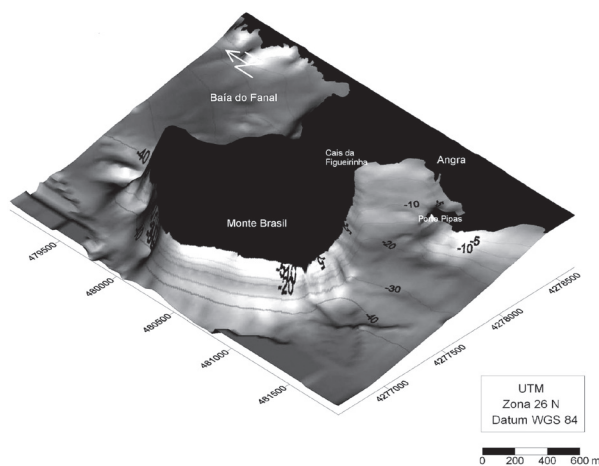 Baía do Fanal
Cais da
Figueirinha
Angra
-40
-10
-5
Porto Pipas
Monte Brasil
-5
-20
-10
-5
-20
-30
-40
479500
480000
480500
481000
481500
4277000
4277500
4278000
4278500
UTM
Zona 26 N
Datum WGS 84
0 200 400 600 m